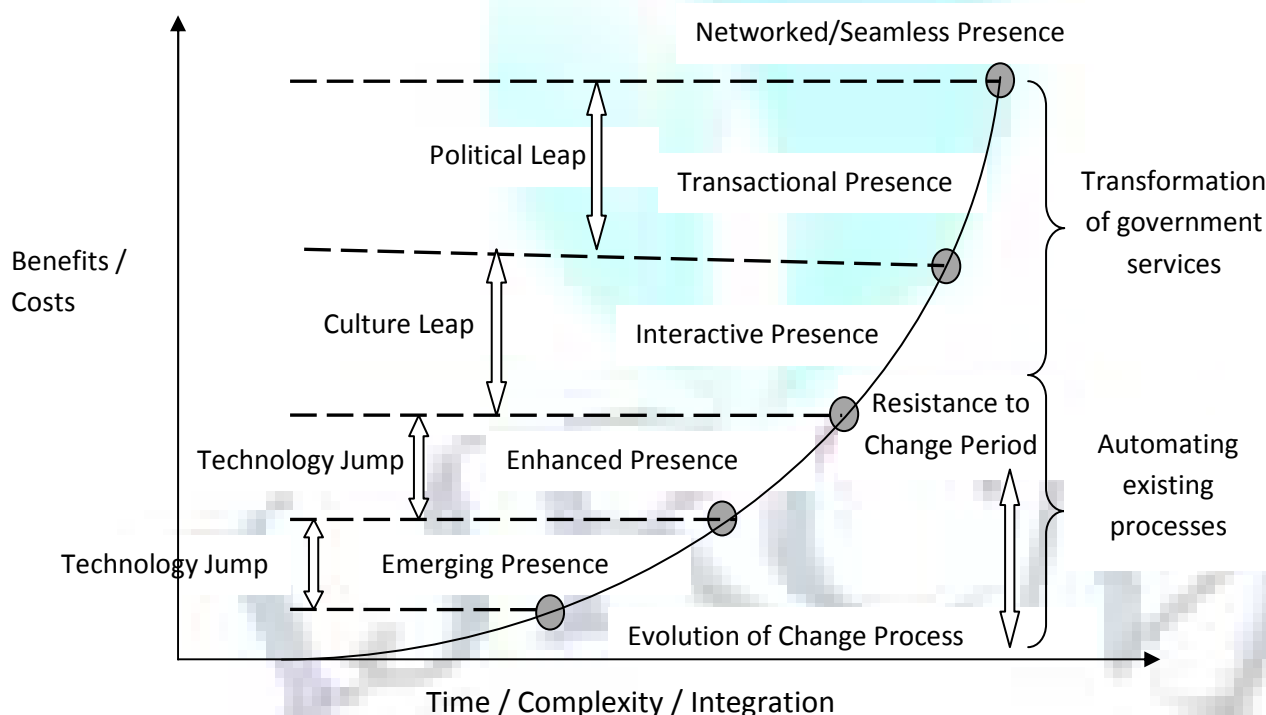 Networked/Seamless Presence
Political Leap
Transactional Presence
Transformation
of government
services
Benefits /
Costs
Culture Leap
Interactive Presence
Resistance to
Change Period
Technology Jump
Enhanced Presence
Automating
existing
processes
Technology Jump
Emerging Presence
Evolution of Change Process
Time / Complexity / Integration